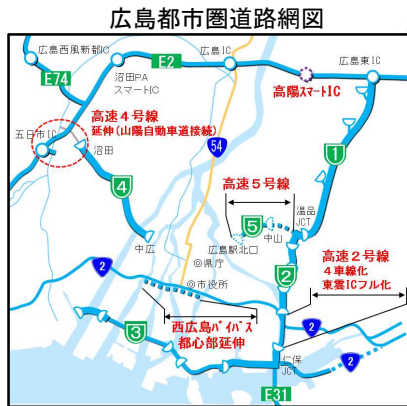 広島都市圏道路網図
広島西風新都IC
広島IC
広島東IC
E74
E2
沼田PA
スマートIC
高陽スマートIC
高速4号線
延伸(山陽自動車道接続)
五日市IC
沼田
54
1
4
高速5号線
5
温品
JCT
中山
広島駅北口
中広
◎県庁
2
2
高速2号線
4車線化
東雲ICフル化
◎市役所
西広島バイパス
都心部延伸
3
2
仁保
JCT
2
E31